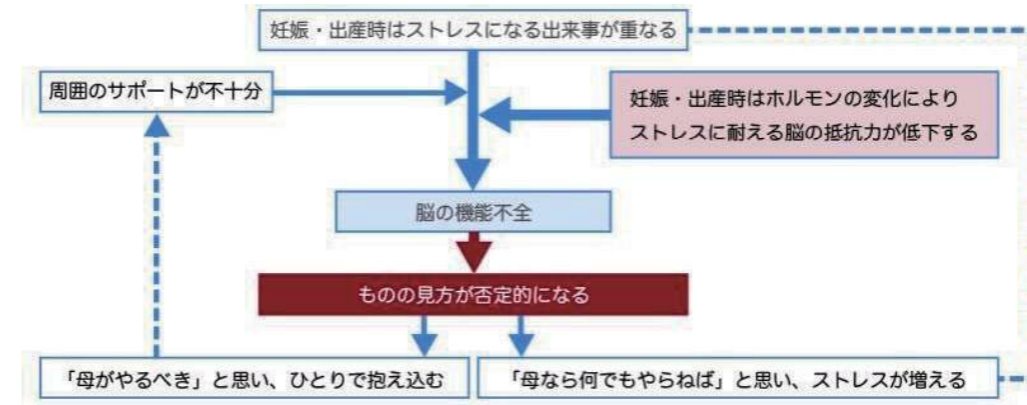 妊娠・出産時はストレスになる出来事が重なる
周囲のサポートが不十分
妊娠・出産時はホルモンの変化により
ストレスに耐える脳の抵抗力が低下する
脳の機能不全
ものの見方が否定的になる
「母がやるべき」と思い、ひとりで抱え込む
「母なら何でもやらねば」と思い、ストレスが増える